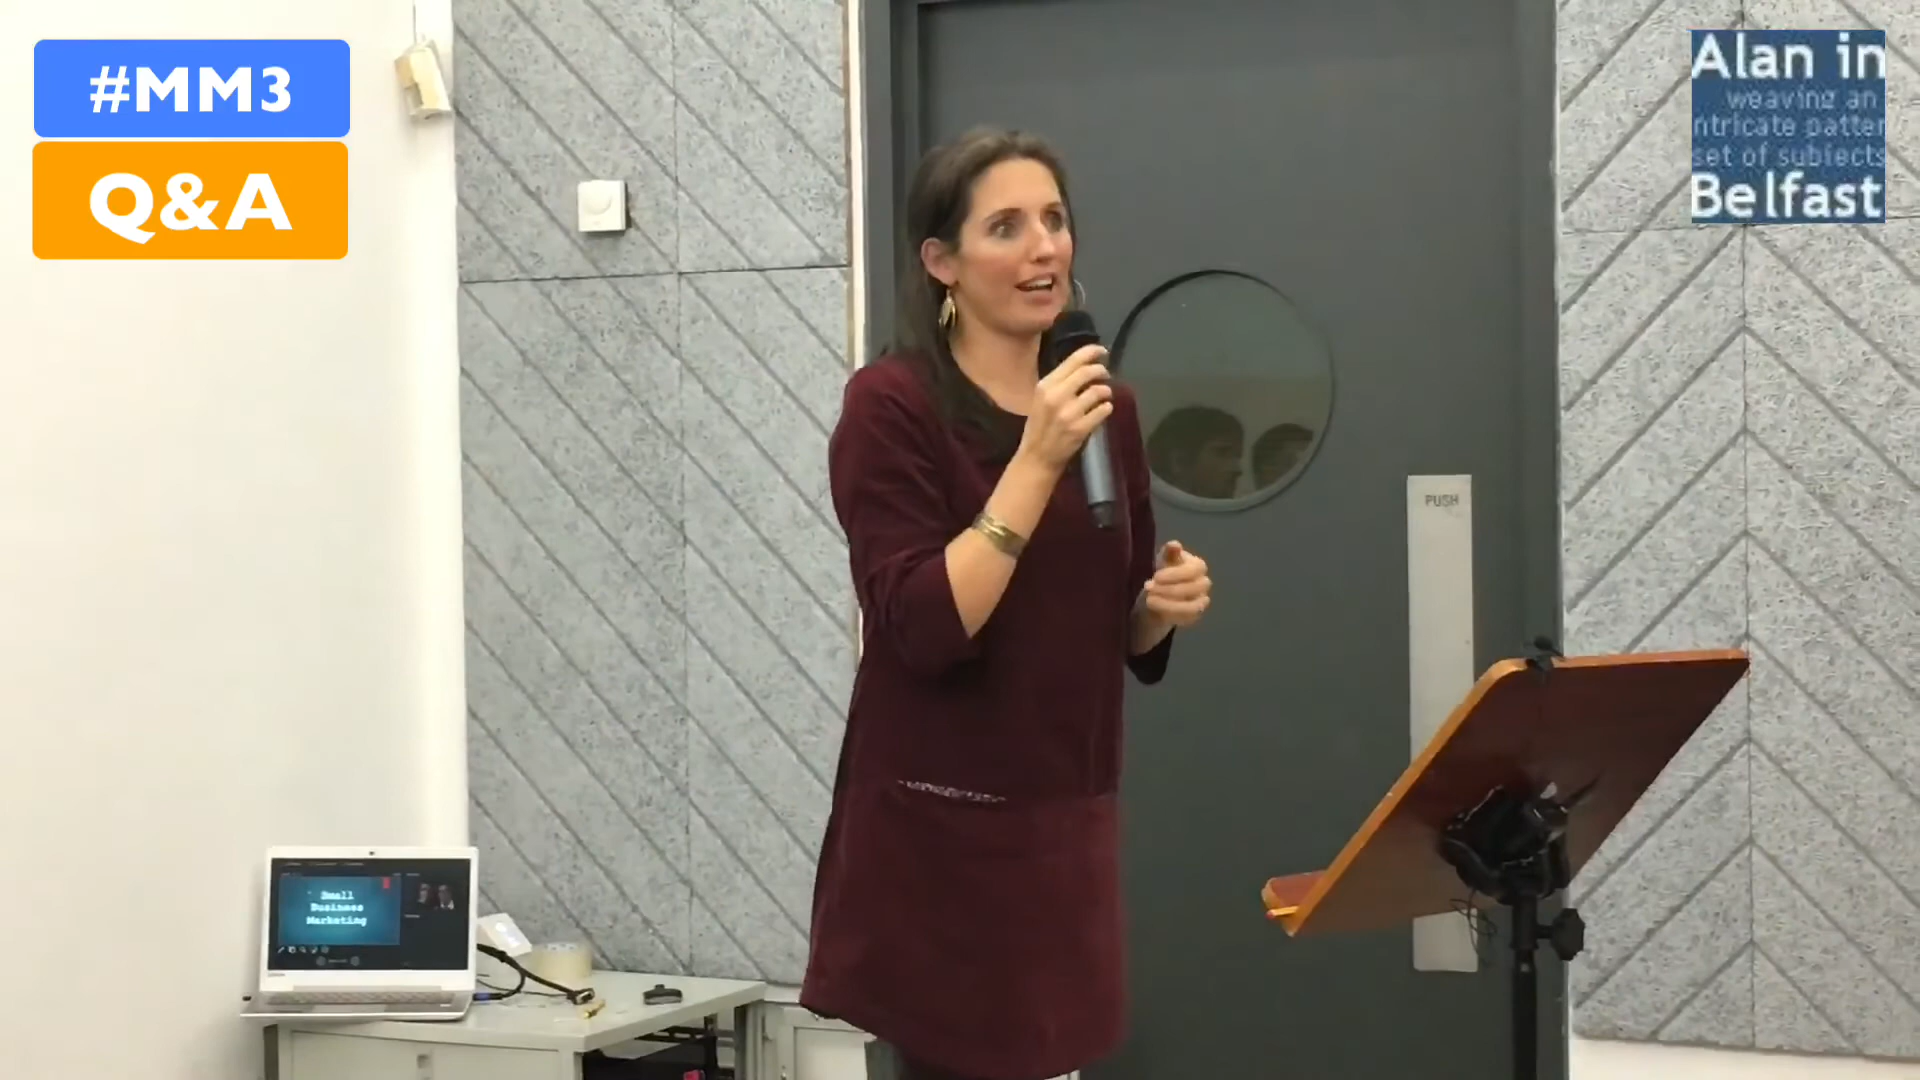 #MM3
Q&A
Alan in
weaving an
ntricate patter
set of subjects
Belfast
PUSH
Small
Business
Marketing